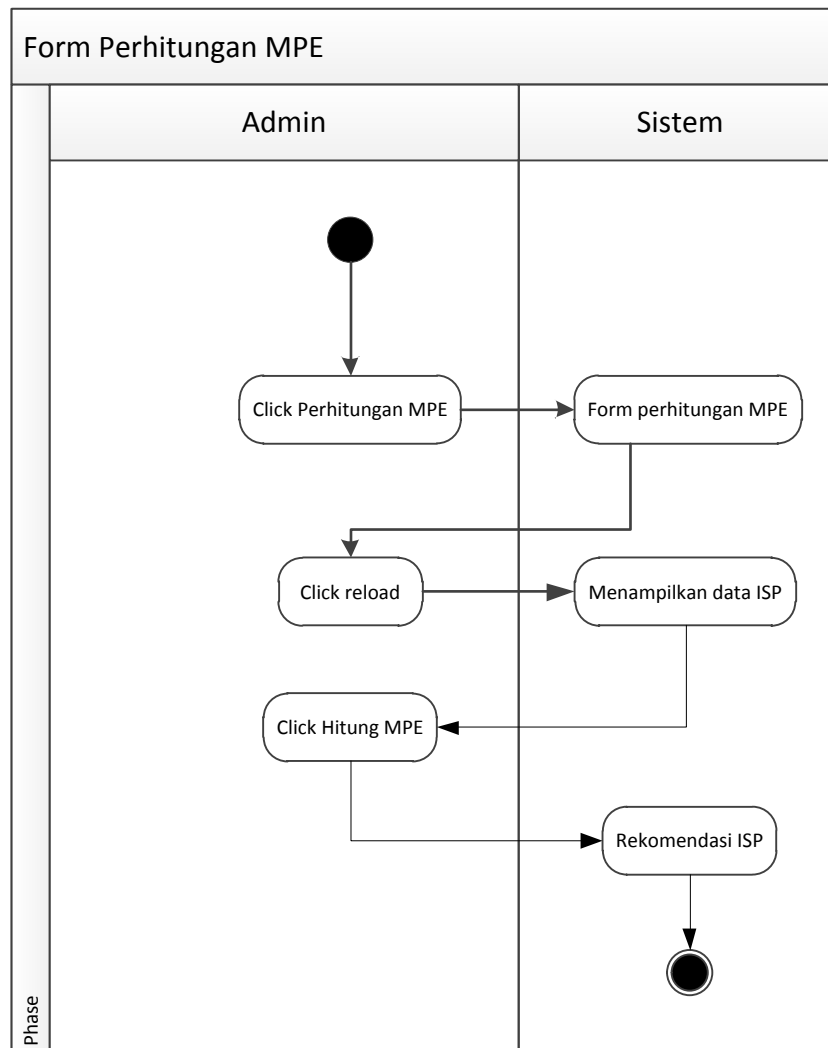 Form Perhitungan MPE
Admin
Sistem
Click Perhitungan MPE
Form perhitungan MPE
Click reload
Menampilkan data ISP
Click Hitung MPE
Rekomendasi ISP
Phase